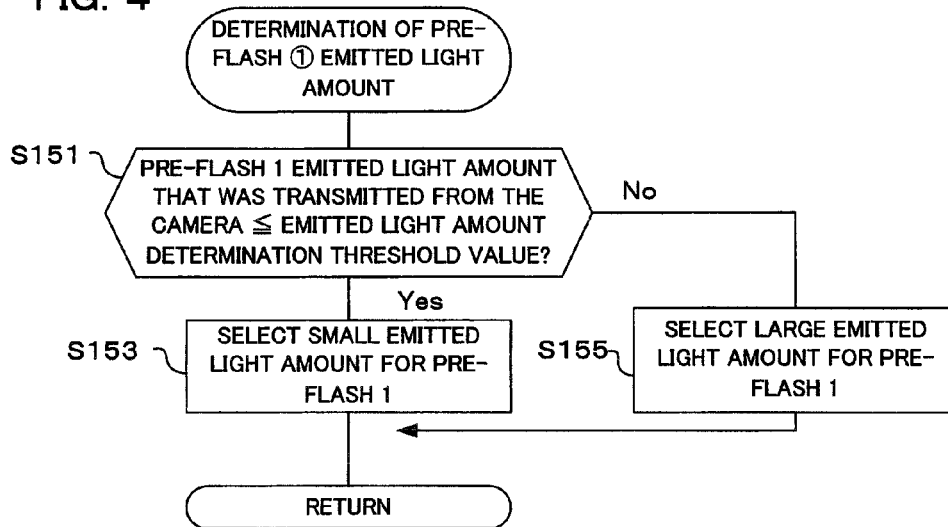 FIG. 4
DETERMINATION OF PRE-
FLASH ① EMITTED LIGHT
AMOUNT
S151
PRE-FLASH 1 EMITTED LIGHT AMOUNT
THAT WAS TRANSMITTED FROM THE
CAMERA ≦ EMITTED LIGHT AMOUNT
DETERMINATION THRESHOLD VALUE?
No
Yes
S153
SELECT SMALL EMITTED
LIGHT AMOUNT FOR PRE-
FLASH 1
S155
SELECT LARGE EMITTED
LIGHT AMOUNT FOR PRE-
FLASH 1
RETURN